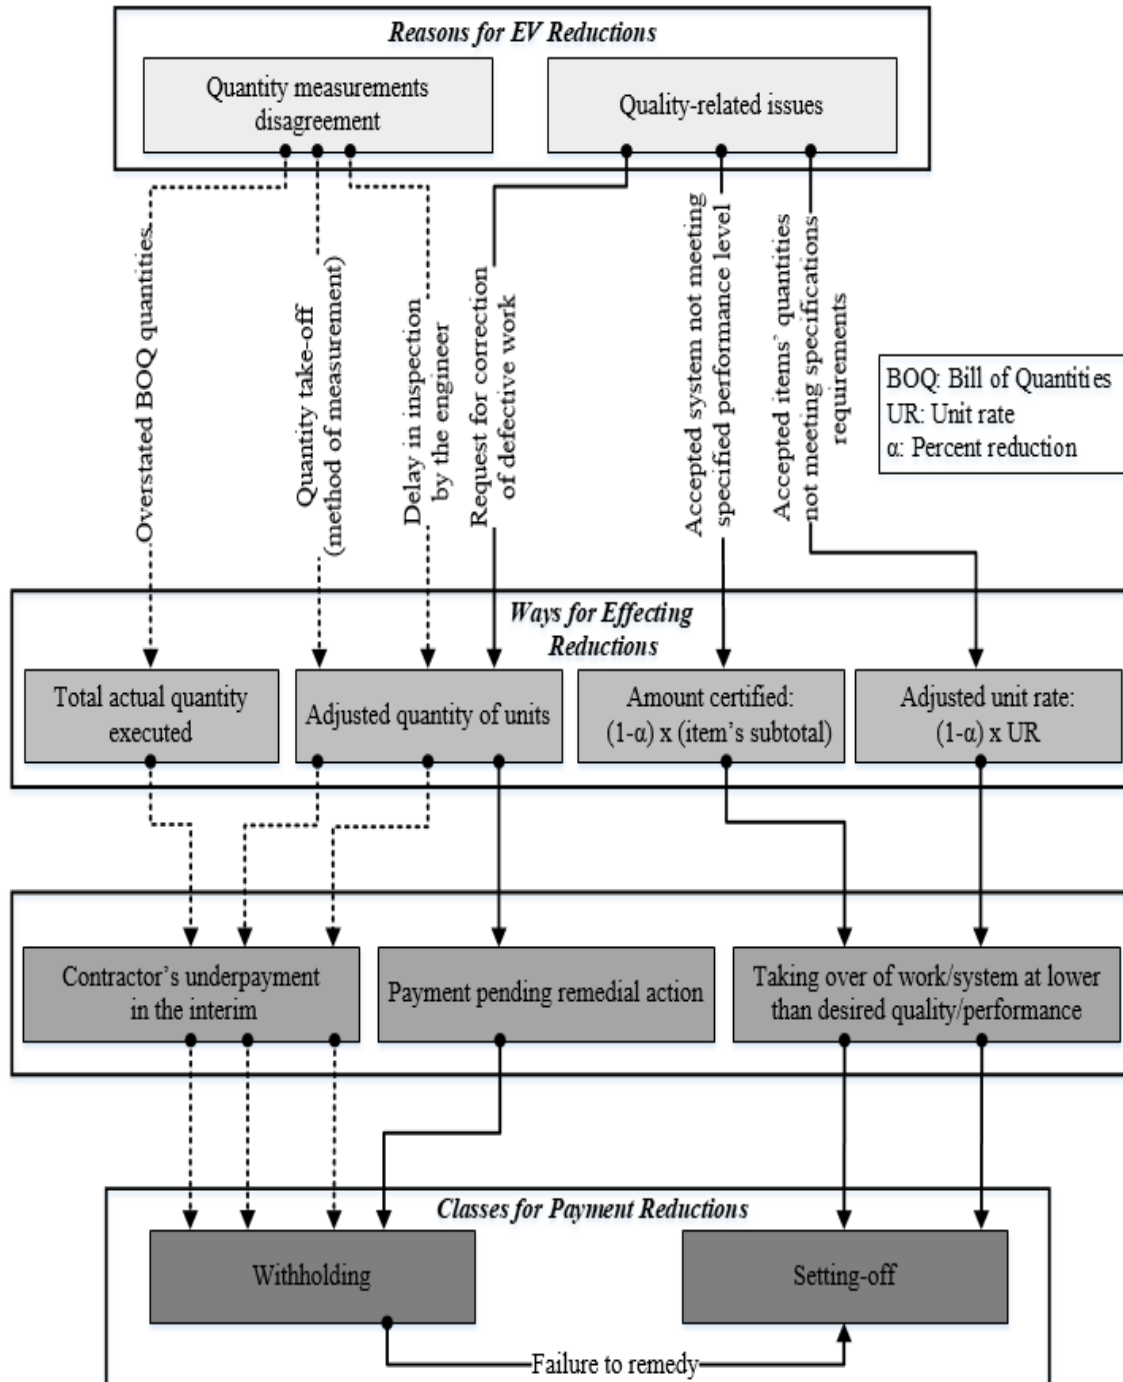 Reasons for EV Reductions
Quantity measurements
disagreement
Quality-related issues
Overstated BOQ quantities
Quantity take-off
(method of measurement)
Delay in inspection
by the engineer
Request for correction
of defective work
Accepted system not meeting
specified performance level
Accepted items’ quantities
not meeting specifications
requirements
BOQ: Bill of Quantities
UR: Unit rate
α: Percent reduction
Ways for Effecting
Reductions
Total actual quantity
executed
Adjusted quantity of units
Amount certified:
(1-α) x (item’s subtotal)
Adjusted unit rate:
(1-α) x UR
Contractor’s underpayment
in the interim
Payment pending remedial action
Taking over of work/system at lower
than desired quality/performance
Classes for Payment Reductions
Withholding
Setting-off
Failure to remedy